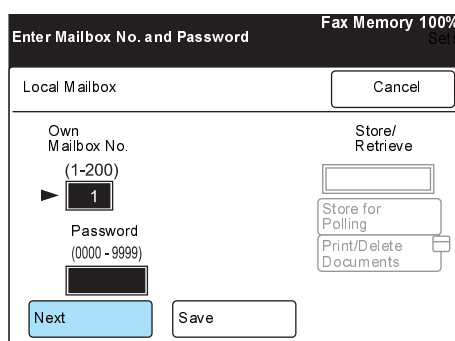 Enter Mailbox No. and Password
Fax Memory 100%
Set
Local Mailbox
Cancel
Own
Mailbox No.
(1-200)
1
Password
(0000 - 9999)
Store/
Retrieve
Store for
Polling
Print/Delete
Documents
Next
Save